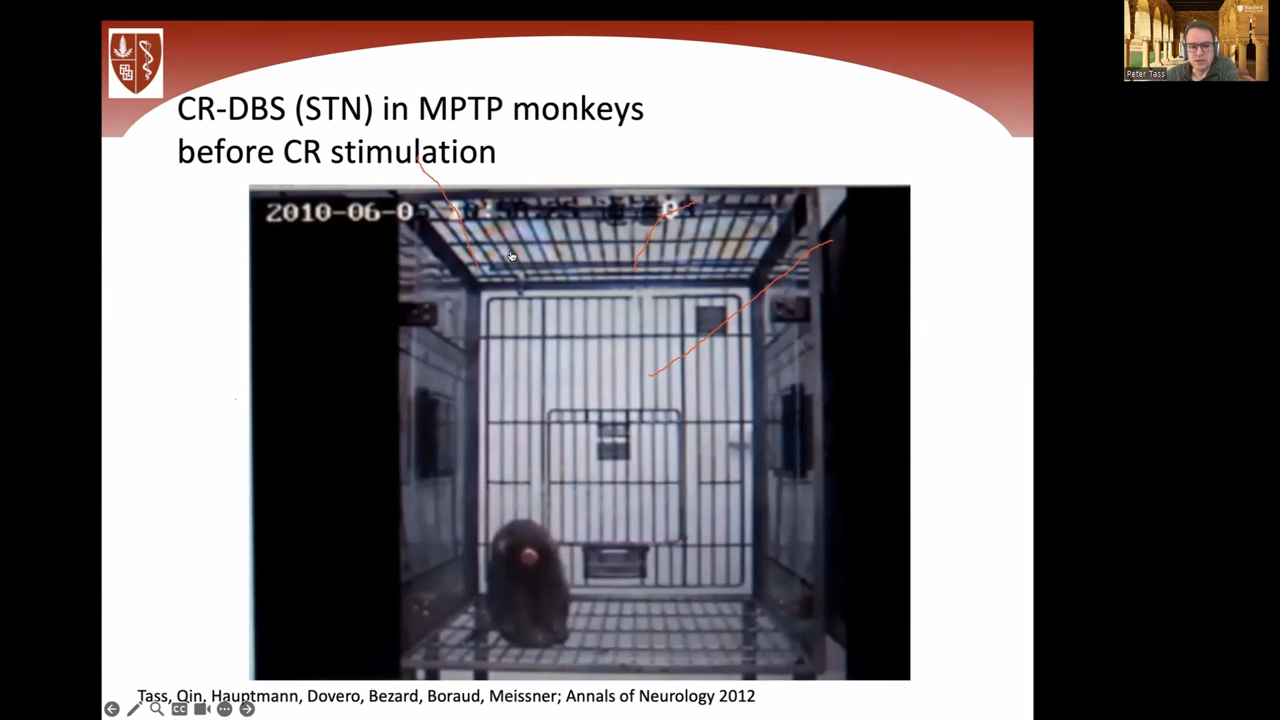 CR-DBS (STN) in MPTP monkeys
before CR stimulation
2010-06-0
Tass, Qin, Hauptmann, Dovero, Bezard, Boraud, Meissner; Annals of Neurology 2012
Peter Tass